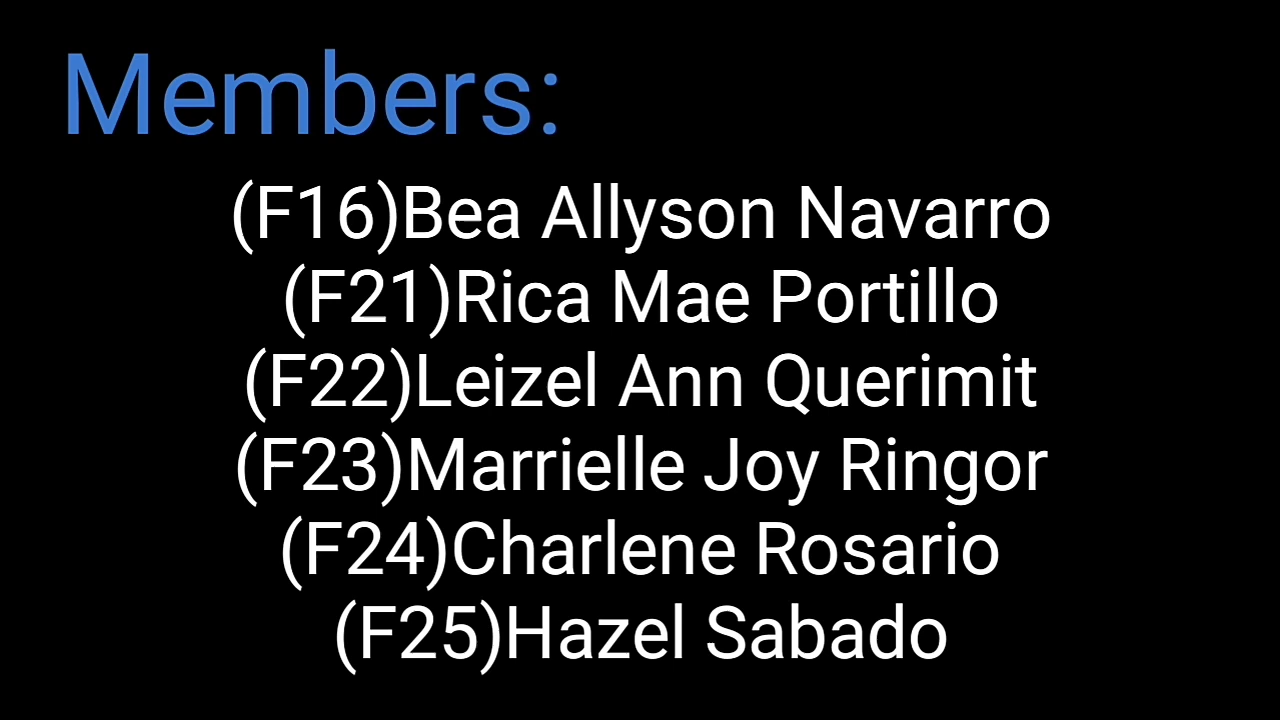 Members:
(F16)Bea Allyson Navarro
(F21)Rica Mae Portillo
(F22)Leizel Ann Querimit
(F23)Marrielle Joy Ringor
(F24)Charlene Rosario
(F25)Hazel Sabado